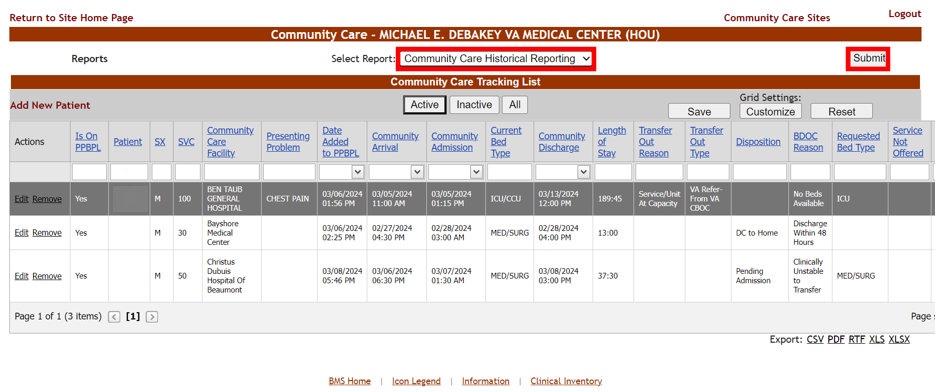 Return to Site Home Page Community Care Sites Logout
Community Care - MICHAEL E. DEBAKEY VA MEDICAL CENTER (HOU)
Reports Select Report: Community Care Historical Reporting Submit
Community Care Tracking List
Add New Patient Active Inactive All Grid Settings:
Save Customize Reset
Actions Is On PPBPL Patient SX SVC Community Care Facility Presenting Problem Date Added to PPBPL Community Arrival Community Admission Current Bed Type Community Discharge Length of Stay Transfer Out Reason Transfer Out Type Disposition BDOC Reason Requested Bed Type Service Not Offered
Edit Remove Yes M 100 BEN TAUB GENERAL HOSPITAL CHEST PAIN 03/06/2024 01:56 PM 03/05/2024 11:00 AM 03/05/2024 01:15 PM ICU/CCU 03/13/2024 12:00 PM 189:45 Service/Unit At Capacity VA Refer-From VA CBOC No Beds Available ICU
Edit Remove Yes M 30 Bayshore Medical Center 03/06/2024 02:25 PM 02/27/2024 04:30 PM 02/28/2024 03:00 AM MED/SURG 02/28/2024 04:00 PM 13:00 DC to Home Discharge Within 48 Hours
Edit Remove Yes M 50 Christus Dubuis Hospital Of Beaumont 03/08/2024 05:46 PM 03/06/2024 06:30 PM 03/07/2024 01:30 AM MED/SURG 03/08/2024 03:00 PM 37:30 Pending Admission Clinically Unstable to Transfer MED/SURG
Page 1 of 1 (3 items) < [1] > Page
Export: CSV PDF RTF XLS XLSX
BMS Home | Icon Legend | Information | Clinical Inventory